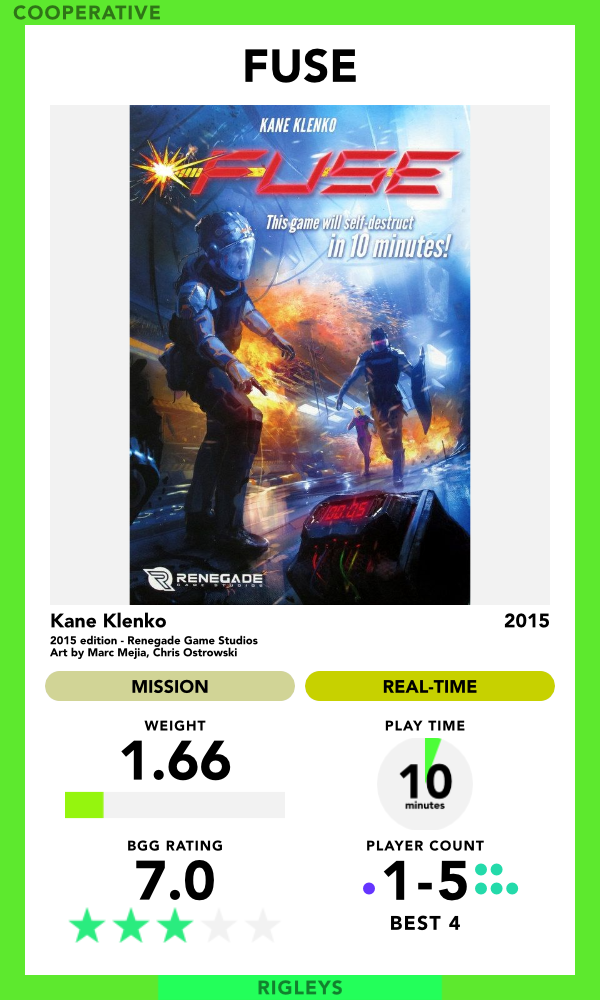 COOPERATIVE
FUSE
KANE KLENKO
FUSE
This game will self-destruct
in 10 minutes!
RENEGADE
GAME STUDIOS
Kane Klenko
2015
2015 edition - Renegade Game Studios
Art by Marc Mejia, Chris Ostrowski
MISSION
REAL-TIME
WEIGHT
1.66
PLAY TIME
10
minutes
BGG RATING
7.0
PLAYER COUNT
1-5
BEST 4
RIGLEYS